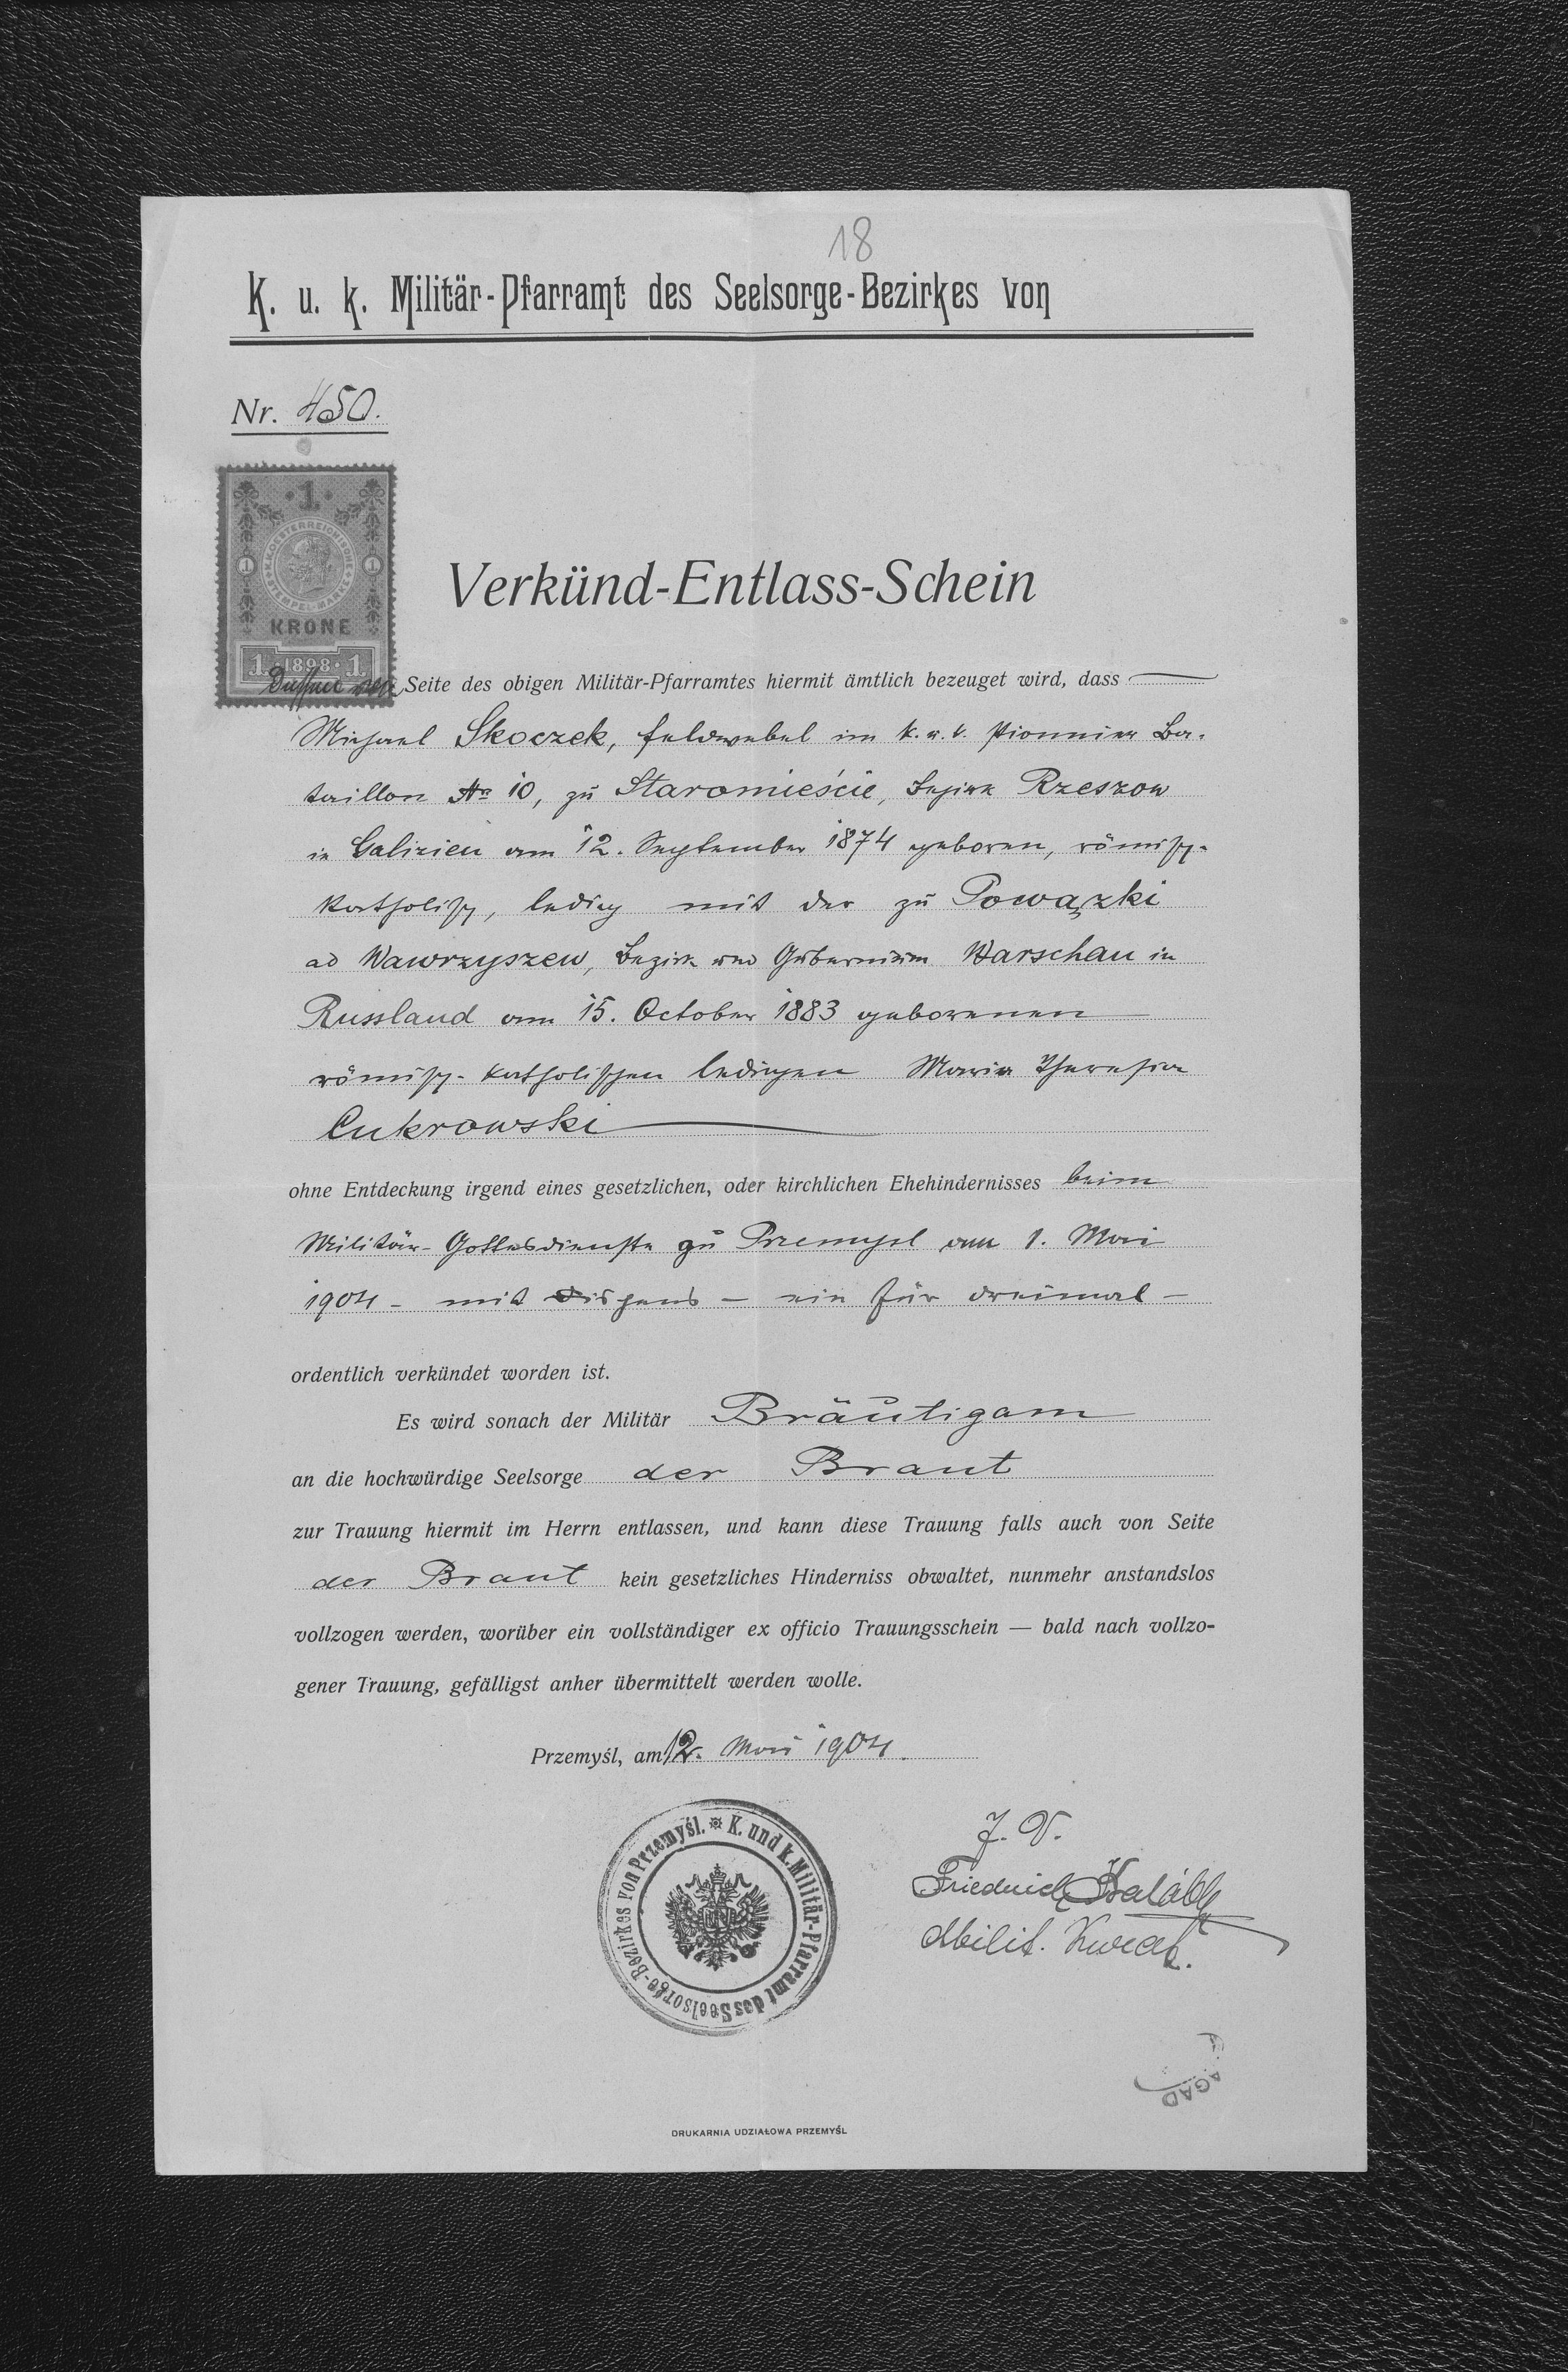 18
K. u. k. Militär-Pfarramt des Seelsorge-Bezirkes von
Nr. 450.
1
K.K. OESTERREICHISCHE STEMPEL-MARKE
1 1
KRONE
1 · 1898 · 1
Seite des obigen Militär-Pfarramtes hiermit ämtlich bezeuget wird, dass
Michael Skoczek, Feldwebel im k. u. k. Pionnier Ba-
taillon Nr 10, zu Staromieście, Bezirk Rzeszow
in Galizien am 12. September 1874 geboren, römisch-
katholisch, ledig mit der zu Powązki
ad Wawrzyszew, Bezirk und Gubernium Warschau in
Russland am 15. October 1883 geborenen
römisch-katholischen ledigen Maria Theresia
Cukrowski
ohne Entdeckung irgend eines gesetzlichen, oder kirchlichen Ehehindernisses beim
Militär-Gottesdienste zu Przemysl am 1. Mai
1904 - mit Dispens - ein für dreimal -
ordentlich verkündet worden ist.
Es wird sonach der Militär Bräutigam
an die hochwürdige Seelsorge der Braut
zur Trauung hiermit im Herrn entlassen, und kann diese Trauung falls auch von Seite
der Braut kein gesetzliches Hinderniss obwaltet, nunmehr anstandslos
vollzogen werden, worüber ein vollständiger ex officio Trauungsschein — bald nach vollzo-
gener Trauung, gefälligst anher übermittelt werden wolle.
Przemyśl, am 12. Mai 1904.
K. und k. Militär-Pfarramt des Seelsorge-Bezirkes von Przemyśl.
J. V.
Friedrich
Milit. Kurat.
AGAD
DRUKARNIA UDZIAŁOWA PRZEMYŚL
Verkünd-Entlass-Schein